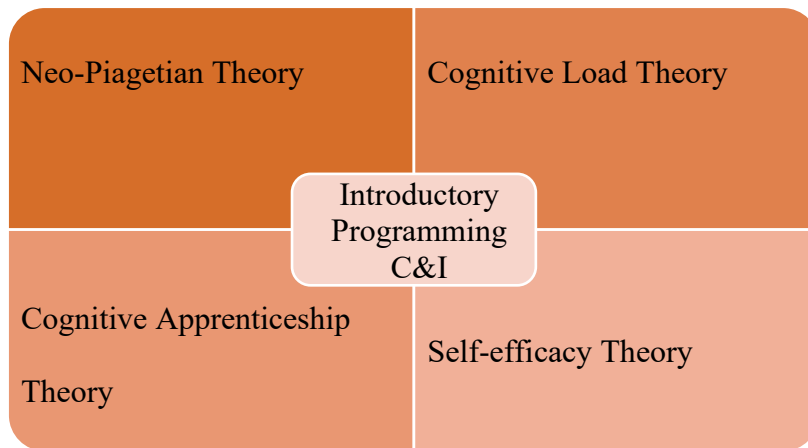 Neo-Piagetian Theory
Cognitive Load Theory
Introductory
Programming
C&I
Cognitive Apprenticeship
Theory
Self-efficacy Theory